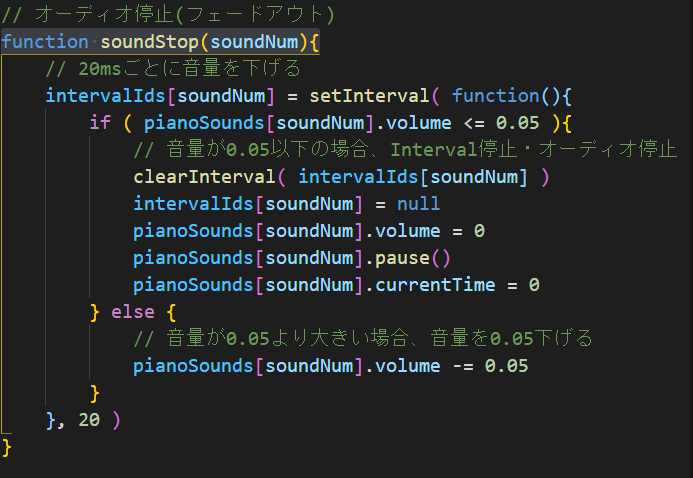 // オーディオ停止(フェードアウト)
function soundStop(soundNum){
// 20msごとに音量を下げる
intervalIds[soundNum] = setInterval( function(){
if ( pianoSounds[soundNum].volume <= 0.05 ){
// 音量が0.05以下の場合、Interval停止・オーディオ停止
clearInterval( intervalIds[soundNum] )
intervalIds[soundNum] = null
pianoSounds[soundNum].volume = 0
pianoSounds[soundNum].pause()
pianoSounds[soundNum].currentTime = 0
} else {
// 音量が0.05より大きい場合、音量を0.05下げる
pianoSounds[soundNum].volume -= 0.05
}
}, 20 )
}